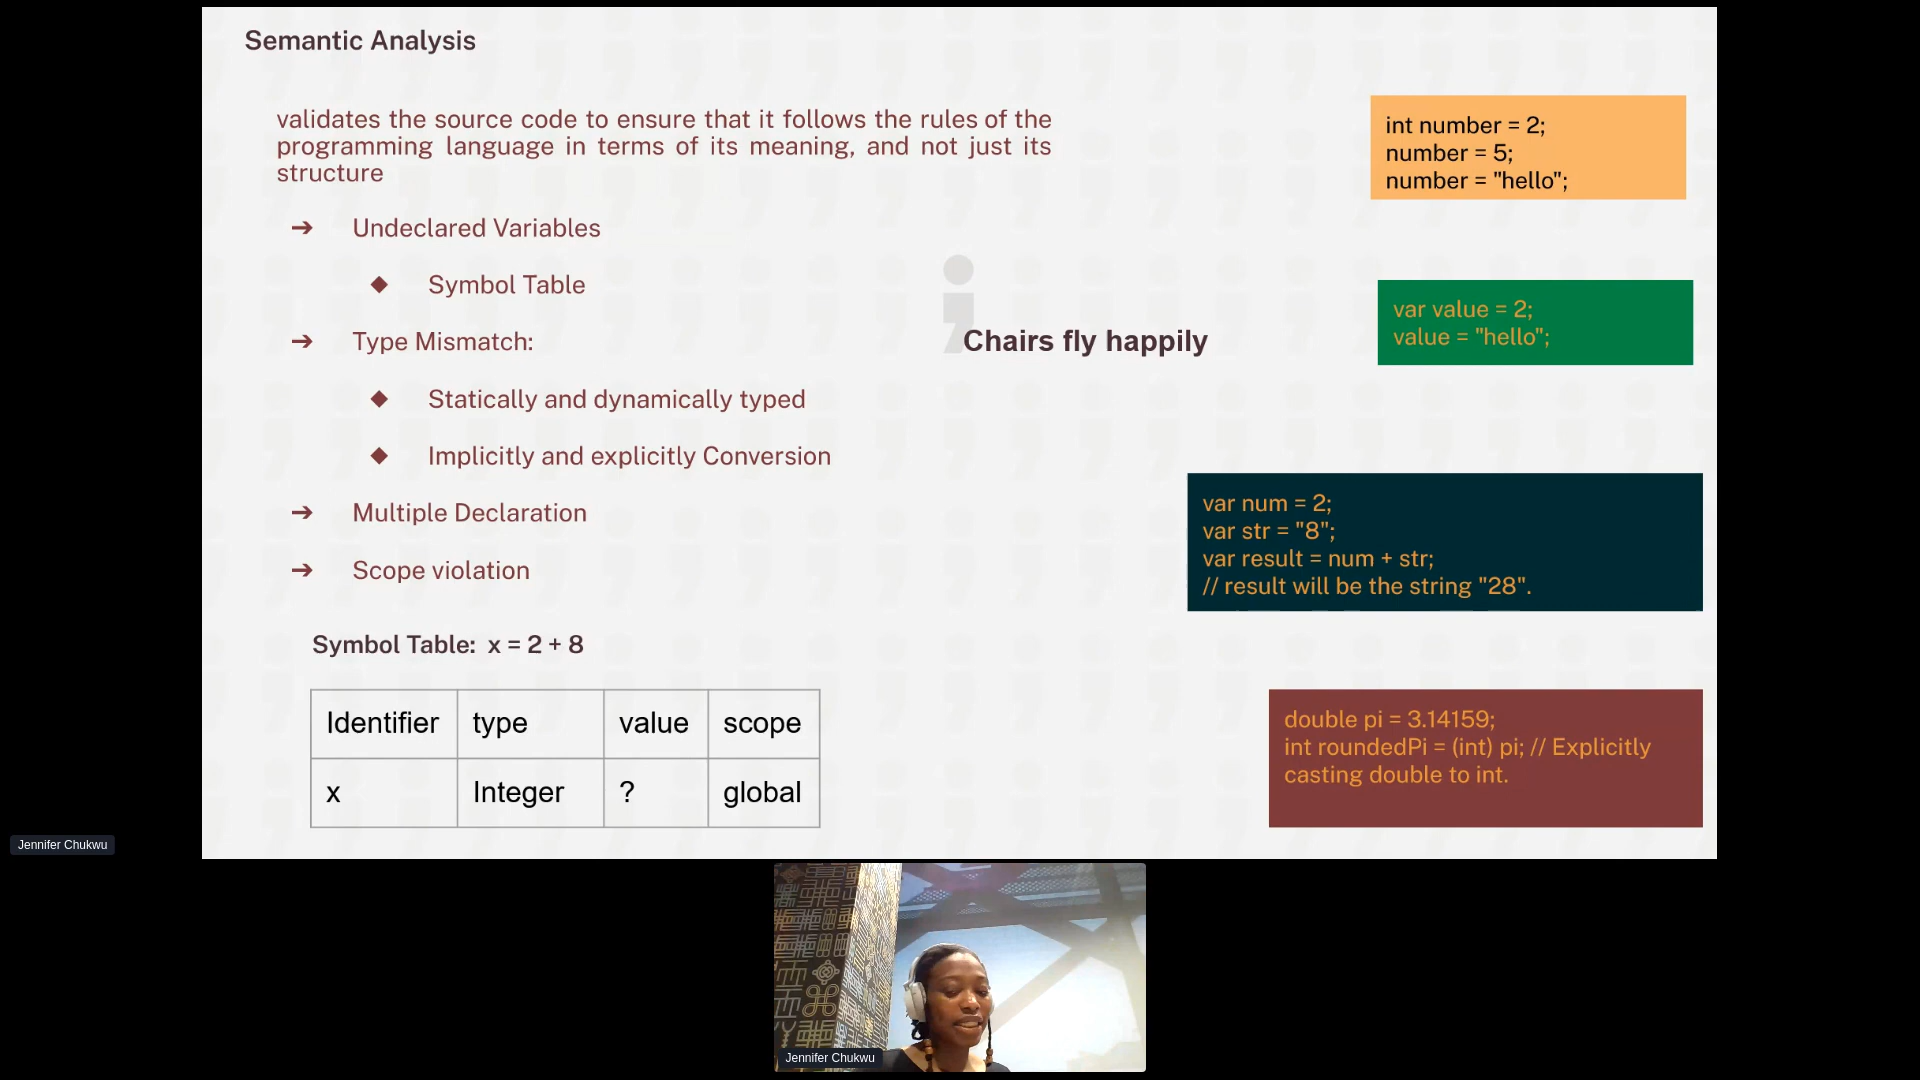 Semantic Analysis
validates the source code to ensure that it follows the rules of the
programming language in terms of its meaning, and not just its
structure
➔ Undeclared Variables
◆ Symbol Table
➔ Type Mismatch:
◆ Statically and dynamically typed
◆ Implicitly and explicitly Conversion
➔ Multiple Declaration
➔ Scope violation
Symbol Table: x = 2 + 8
Identifier type value scope
x Integer ? global
Chairs fly happily
int number = 2;
number = 5;
number = "hello";
var value = 2;
value = "hello";
var num = 2;
var str = "8";
var result = num + str;
// result will be the string "28".
double pi = 3.14159;
int roundedPi = (int) pi; // Explicitly
casting double to int.
Jennifer Chukwu
Jennifer Chukwu